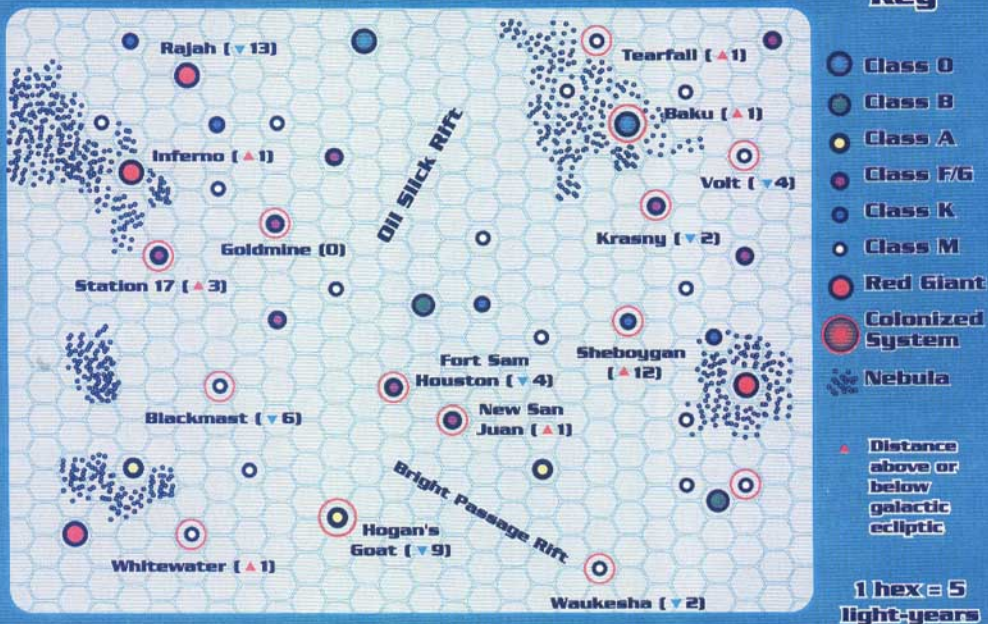 Key
Rajah (▼13)
Tearfall (▲1)
Class O
Class B
Baku (▲1)
Class A
Inferno (▲1)
Oil Slick Rift
Class F/G
Volt (▼4)
Class K
Goldmine (0)
Krasny (▼2)
Class M
Station 17 (▲3)
Red Giant
Colonized
System
Fort Sam
Houston (▼4)
Sheboygan
(▲12)
Nebula
Blackmast (▼6)
New San
Juan (▲1)
Distance
above or
below
galactic
ecliptic
Bright Passage Rift
Hogan's
Goat (▼9)
Whitewater (▲1)
Waukesha (▼2)
1 hex = 5
light-years